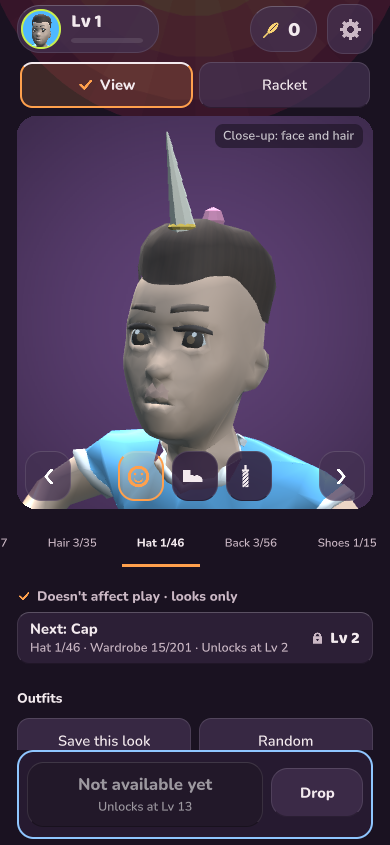 Lv 1
0
View
Racket
Close-up: face and hair
7
Hair 3/35
Hat 1/46
Back 3/56
Shoes 1/15
Doesn't affect play · looks only
Next: Cap
Hat 1/46 · Wardrobe 15/201 · Unlocks at Lv 2
Lv 2
Outfits
Save this look
Random
Not available yet
Unlocks at Lv 13
Drop